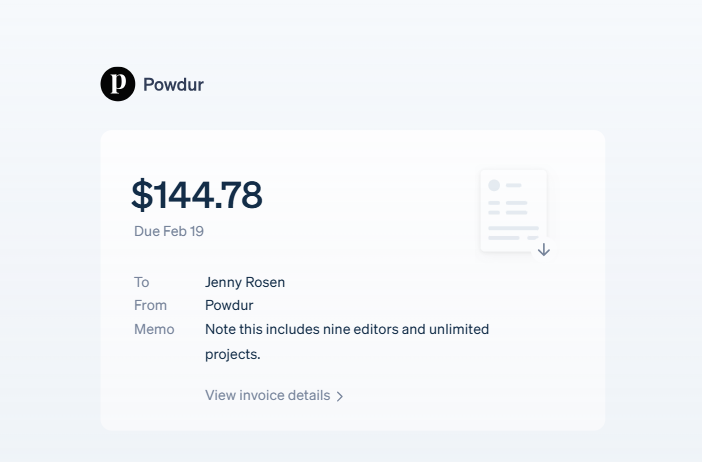 P Powdur
$144.78
Due Feb 19
To Jenny Rosen
From Powdur
Memo Note this includes nine editors and unlimited
projects.
View invoice details